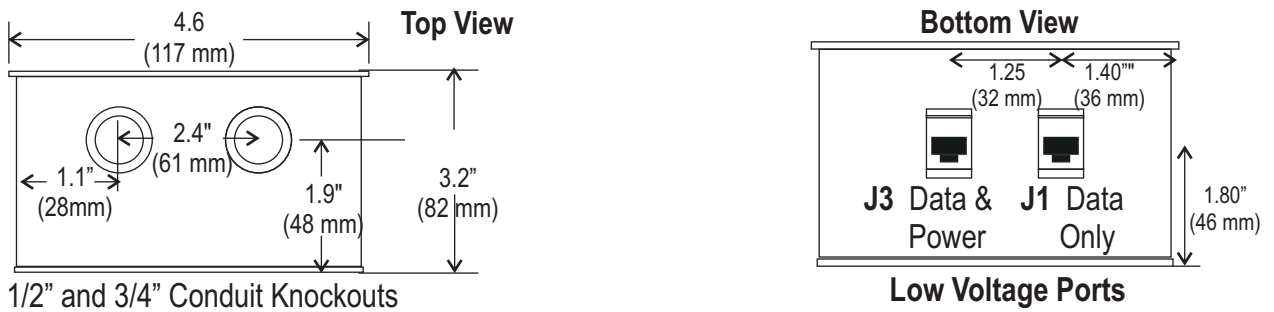 4.6
(117 mm)
Top View
2.4"
(61 mm)
1.1”
(28mm)
1.9"
(48 mm)
3.2”
(82 mm)
1/2” and 3/4” Conduit Knockouts
Bottom View
1.25
(32 mm)
1.40”"
(36 mm)
J3 Data &
Power
J1 Data
Only
1.80”
(46 mm)
Low Voltage Ports